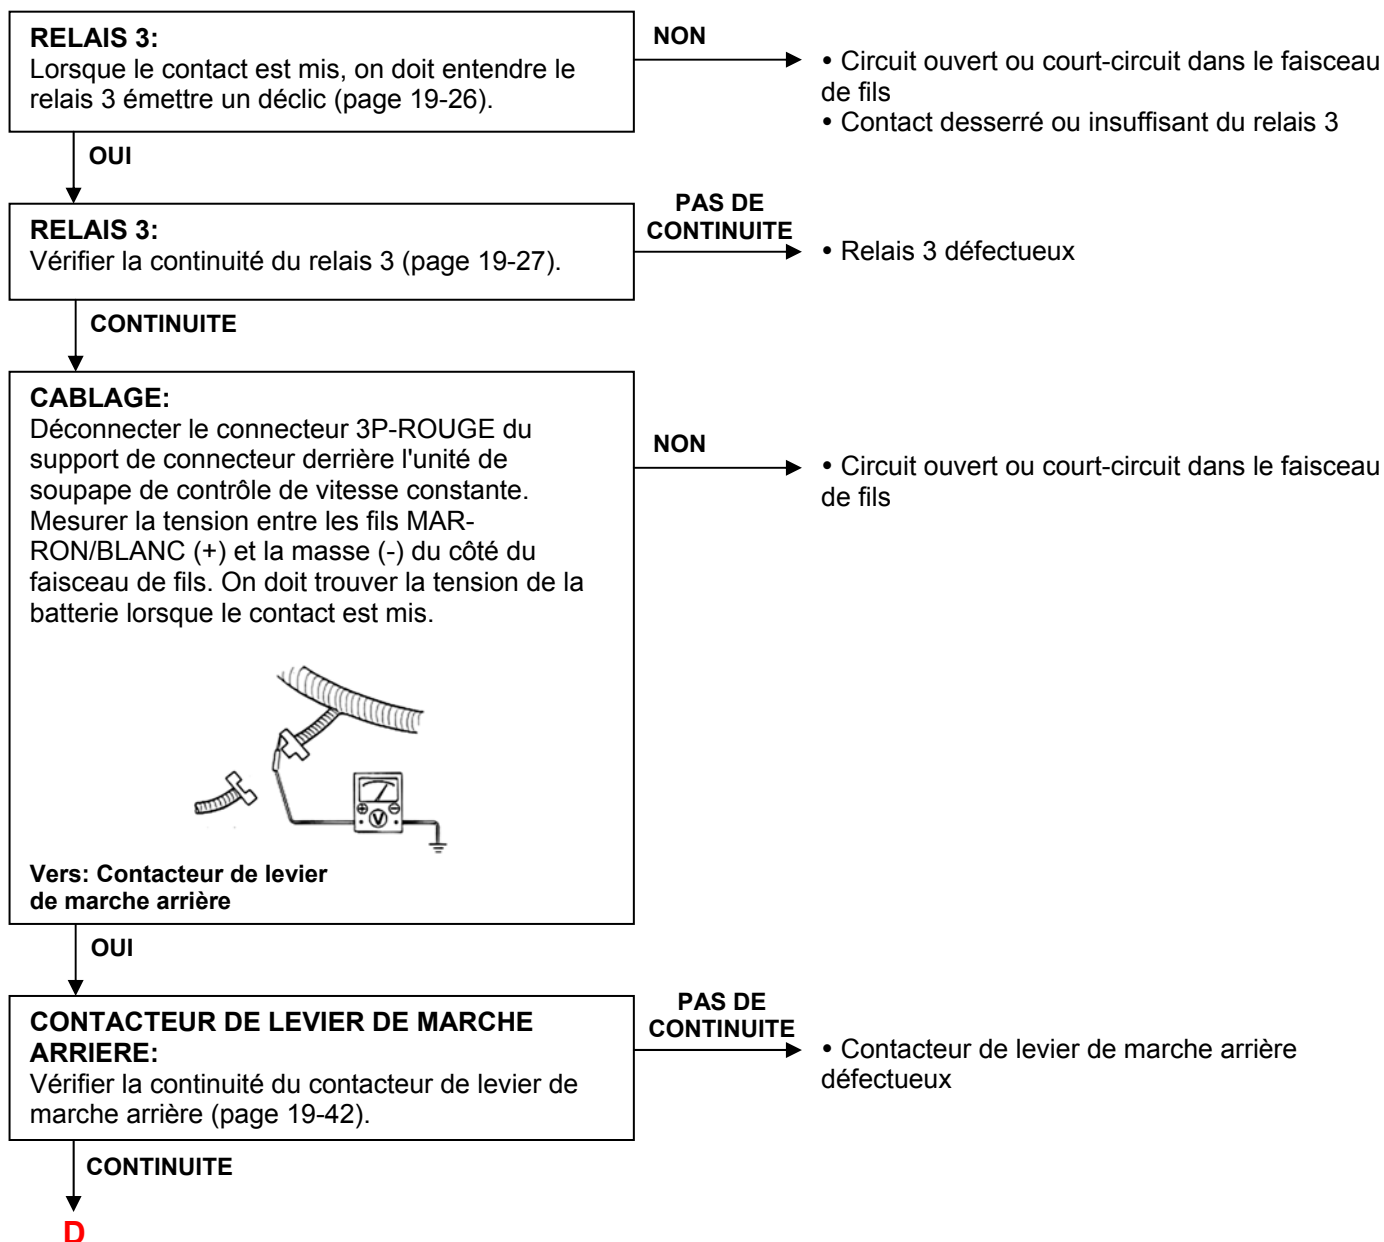 RELAIS 3:
Lorsque le contact est mis, on doit entendre le
relais 3 émettre un déclic (page 19-26).
NON
• Circuit ouvert ou court-circuit dans le faisceau
de fils
• Contact desserré ou insuffisant du relais 3
OUI
RELAIS 3:
Vérifier la continuité du relais 3 (page 19-27).
PAS DE
CONTINUITE
• Relais 3 défectueux
CONTINUITE
CABLAGE:
Déconnecter le connecteur 3P-ROUGE du
support de connecteur derrière l'unité de
soupape de contrôle de vitesse constante.
Mesurer la tension entre les fils MAR-
RON/BLANC (+) et la masse (-) du côté du
faisceau de fils. On doit trouver la tension de la
batterie lorsque le contact est mis.
NON
• Circuit ouvert ou court-circuit dans le faisceau
de fils
V
Vers: Contacteur de levier
de marche arrière
OUI
CONTACTEUR DE LEVIER DE MARCHE
ARRIERE:
Vérifier la continuité du contacteur de levier de
marche arrière (page 19-42).
PAS DE
CONTINUITE
• Contacteur de levier de marche arrière
défectueux
CONTINUITE
D